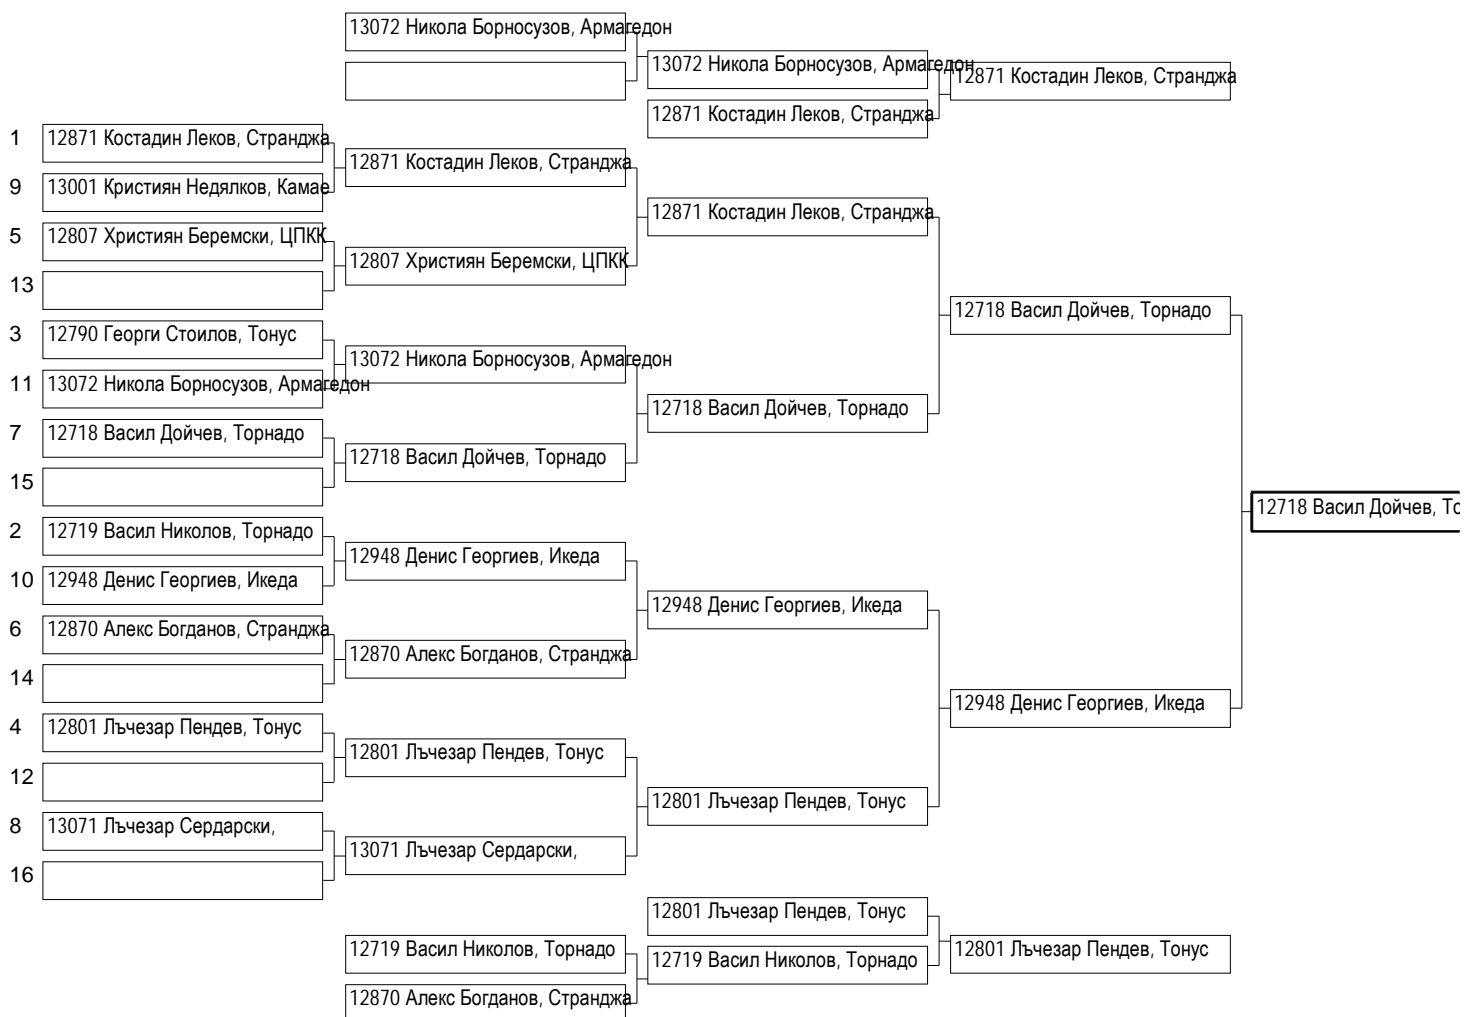 13072 Никола Борносузов, Армагедон
13072 Никола Борносузов, Армагедон
12871 Костадин Леков, Странджа
12871 Костадин Леков, Странджа
1 12871 Костадин Леков, Странджа
12871 Костадин Леков, Странджа
9 13001 Кристиян Недялков, Камае
12871 Костадин Леков, Странджа
5 12807 Християн Беремски, ЦПКК
12807 Християн Беремски, ЦПКК
13
12718 Васил Дойчев, Торнадо
3 12790 Георги Стоилов, Тонус
13072 Никола Борносузов, Армагедон
11 13072 Никола Борносузов, Армагедон
12718 Васил Дойчев, Торнадо
7 12718 Васил Дойчев, Торнадо
12718 Васил Дойчев, Торнадо
15
12718 Васил Дойчев, То
2 12719 Васил Николов, Торнадо
12948 Денис Георгиев, Икеда
10 12948 Денис Георгиев, Икеда
12948 Денис Георгиев, Икеда
6 12870 Алекс Богданов, Странджа
12870 Алекс Богданов, Странджа
14
12948 Денис Георгиев, Икеда
4 12801 Лъчезар Пендев, Тонус
12801 Лъчезар Пендев, Тонус
12
12801 Лъчезар Пендев, Тонус
8 13071 Лъчезар Сердарски,
13071 Лъчезар Сердарски,
16
12801 Лъчезар Пендев, Тонус
12719 Васил Николов, Торнадо
12719 Васил Николов, Торнадо
12801 Лъчезар Пендев, Тонус
12870 Алекс Богданов, Странджа